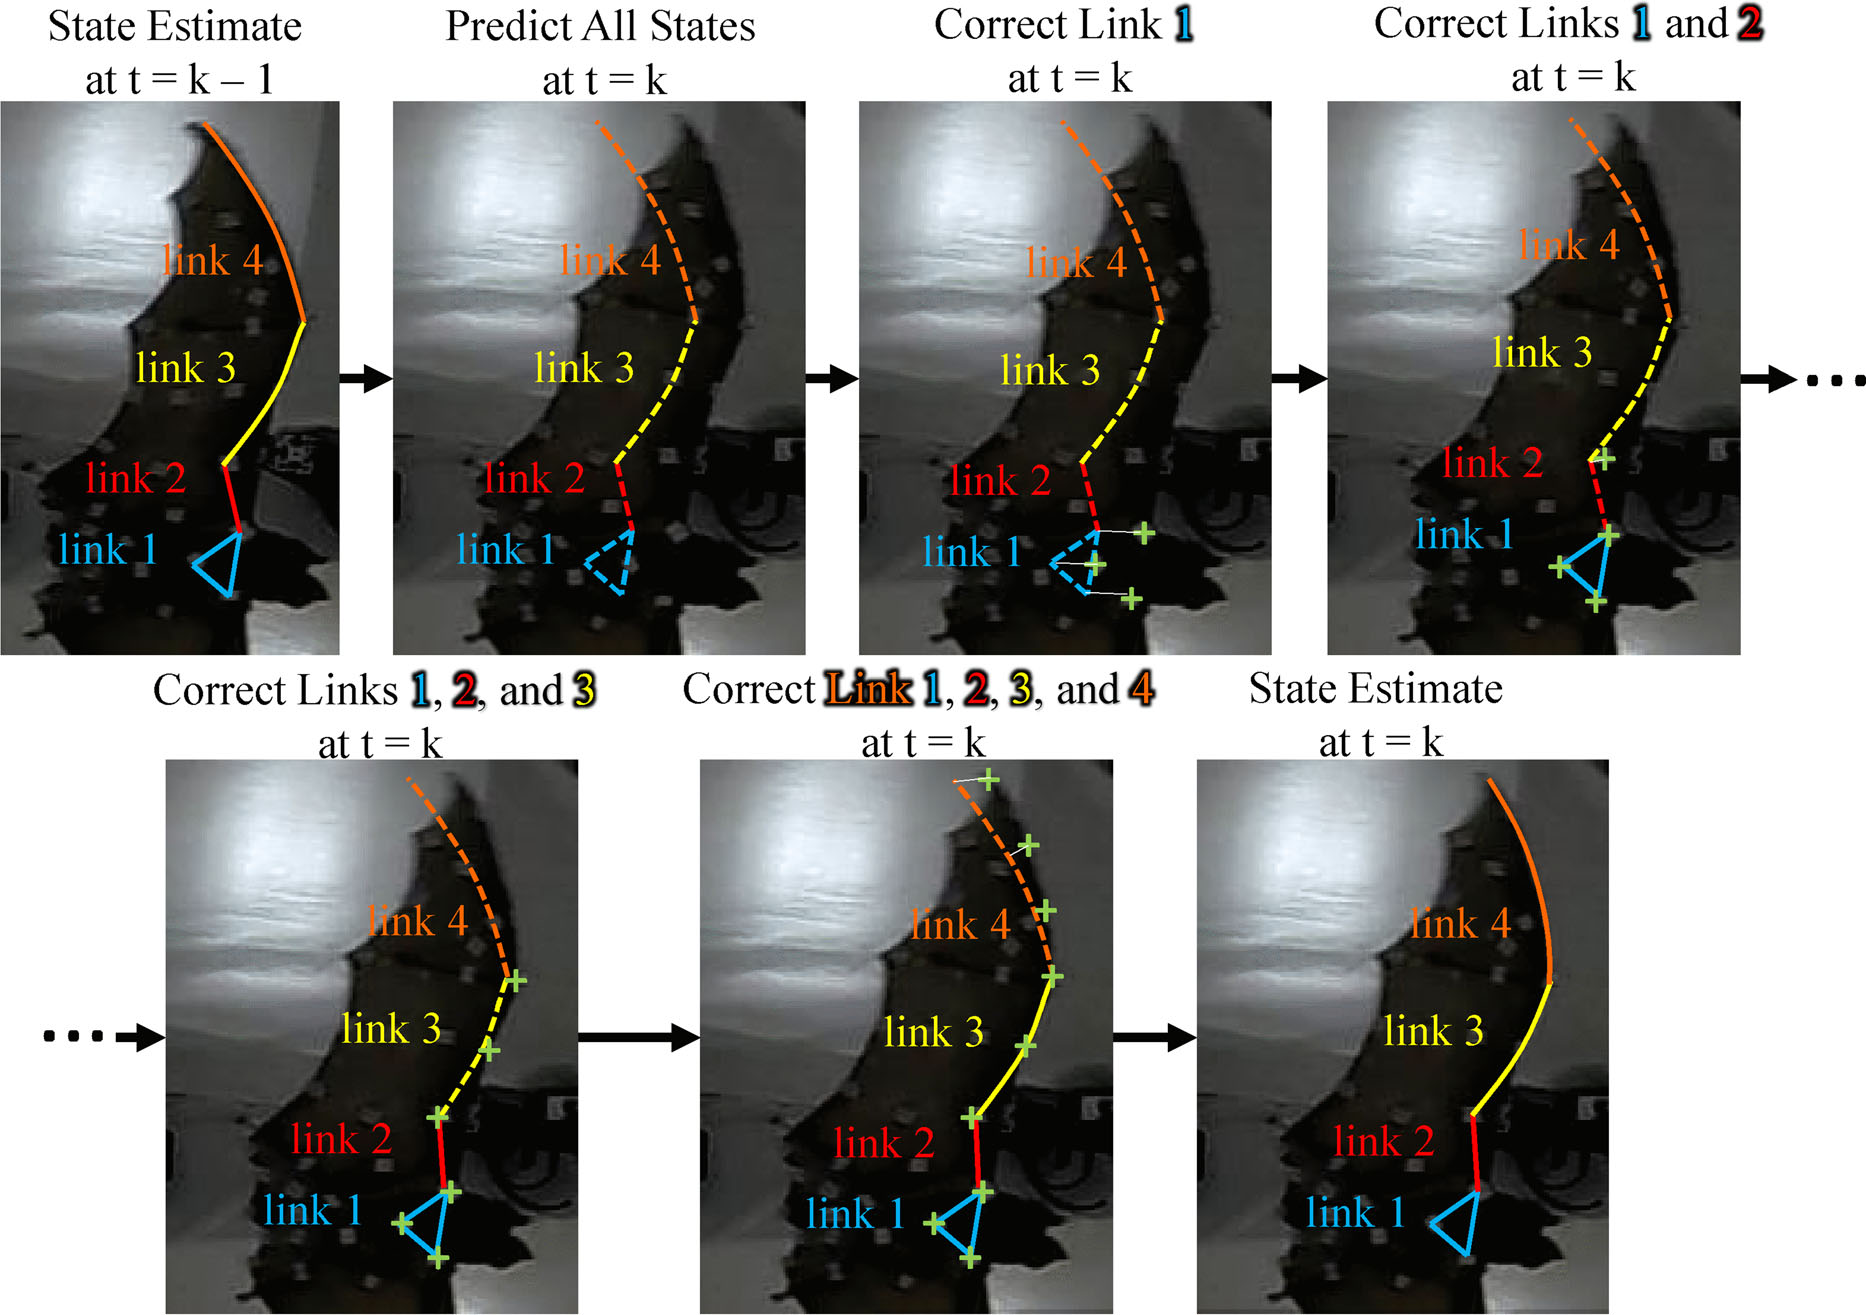 State Estimate
at t = k – 1
Predict All States
at t = k
Correct Link 1
at t = k
Correct Links 1 and 2
at t = k
link 4
link 3
link 2
link 1
link 4
link 3
link 2
link 1
link 4
link 3
link 2
link 1
link 4
link 3
link 2
link 1
...
Correct Links 1, 2, and 3
at t = k
Correct Link 1, 2, 3, and 4
at t = k
State Estimate
at t = k
...
link 4
link 3
link 2
link 1
link 4
link 3
link 2
link 1
link 4
link 3
link 2
link 1